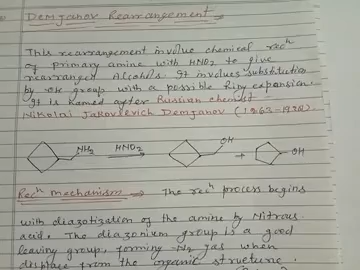 Demjanov Rearrangement
This rearrangement involve chemical recn
of primary amine with HNO2 to give
rearranged alcohols. It involves substitution
by -OH group with a possible Ring expansion.
It is named after Russian chemist
Nikolai Jakovlevich Demjanov (1863-1938).
NH2 HNO2 OH + OH
Recn mechanism The recn process begins
with diazotization of the amine by Nitrous
acid. The diazonium group is a good
leaving group, forming N2 gas when
displace from the organic structure.